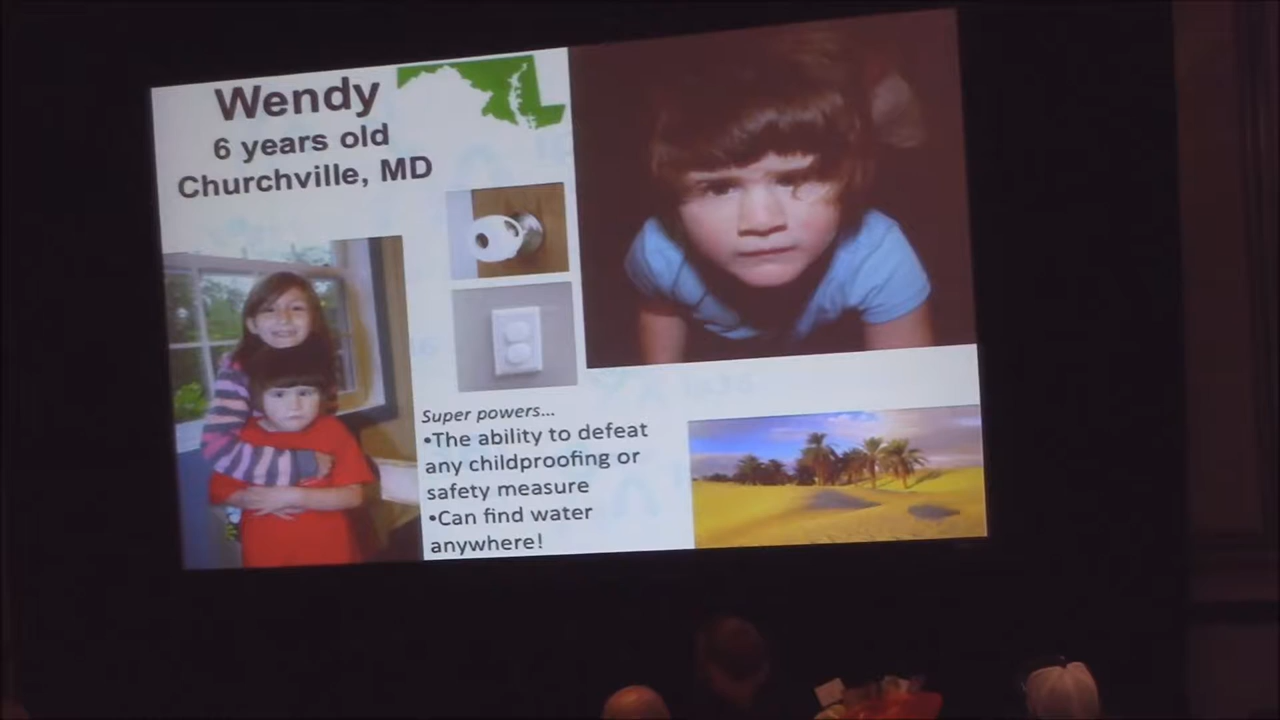 Wendy
6 years old
Churchville, MD
Super powers...
•The ability to defeat
any childproofing or
safety measure
•Can find water
anywhere!